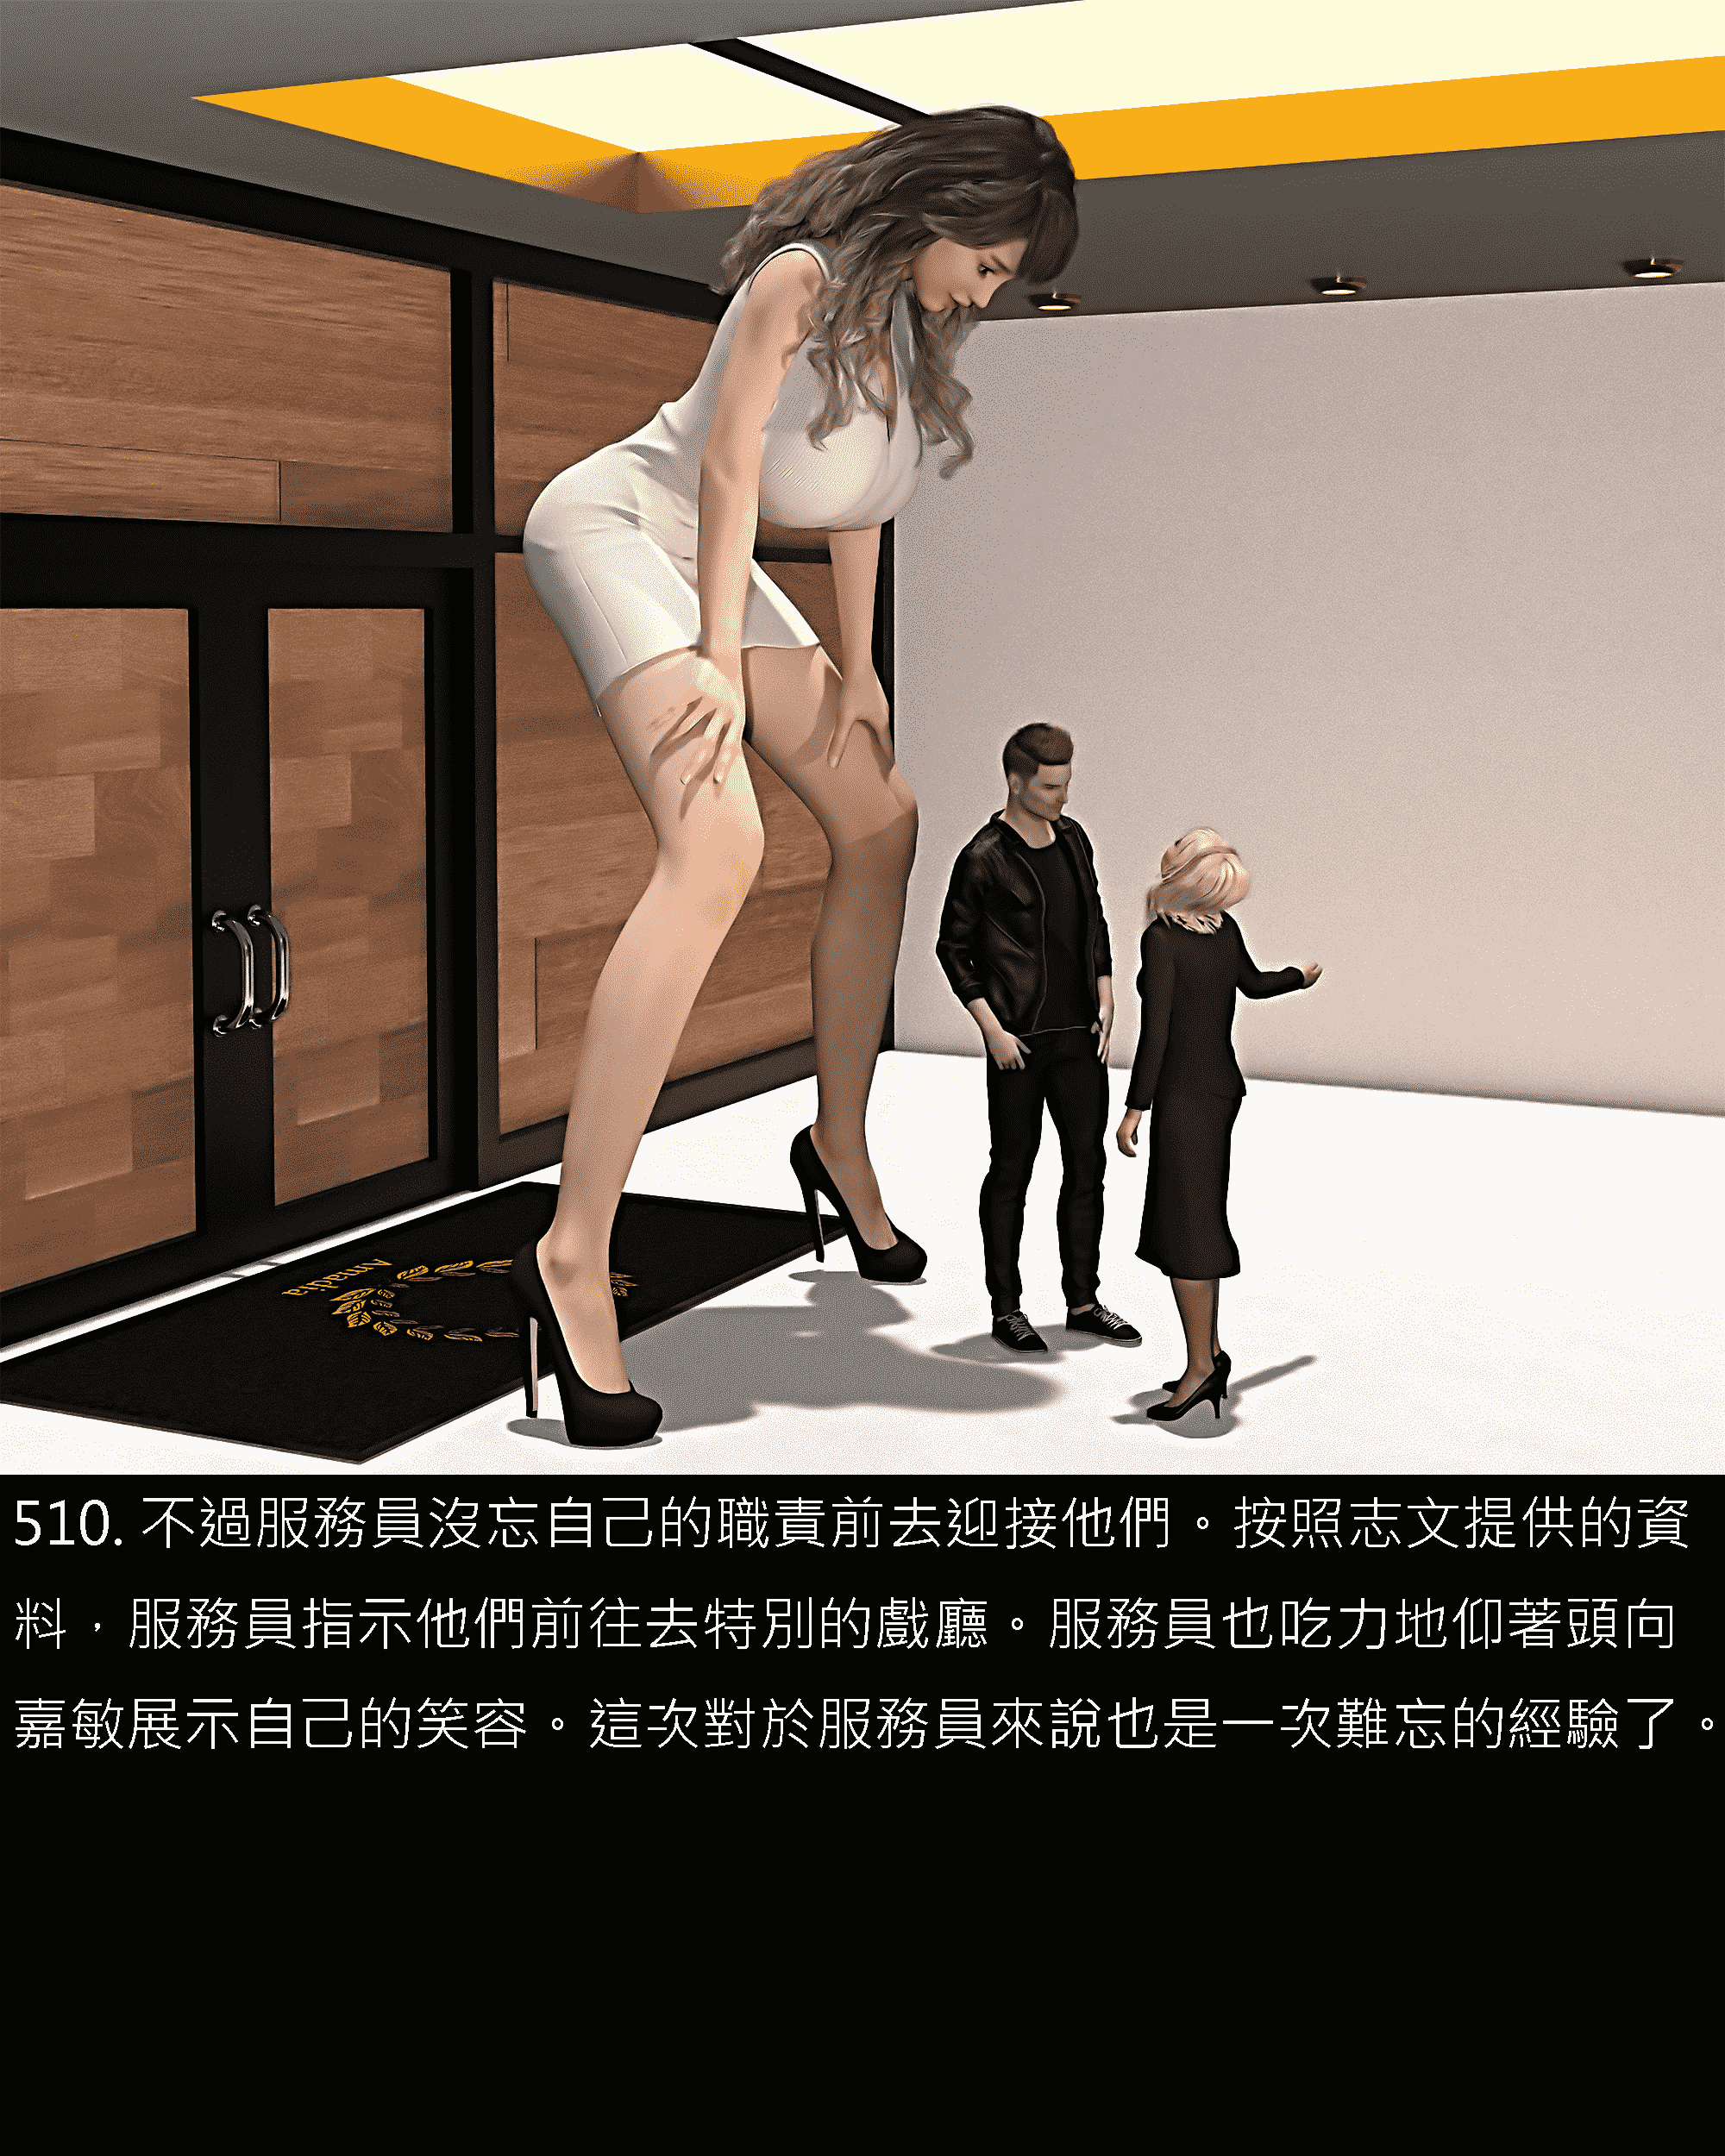 Amadia
510. 不過服務員沒忘自己的職責前去迎接他們。按照志文提供的資
料，服務員指示他們前往去特別的戲廳。服務員也吃力地仰著頭向
嘉敏展示自己的笑容。這次對於服務員來說也是一次難忘的經驗了。